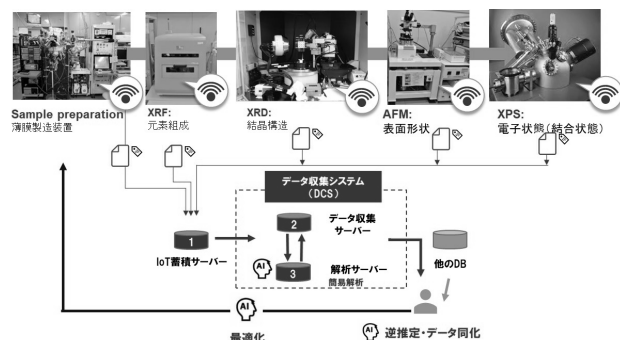 Sample preparation
薄膜製造装置
XRF:
元素組成
XRD:
結晶構造
AFM:
表面形状
XPS:
電子状態(結合状態)
データ収集システム
(DCS)
1
IoT蓄積サーバー
2
データ収集
サーバー
AI
3
解析サーバー
簡易解析
他のDB
AI
最適化
AI
逆推定・データ同化